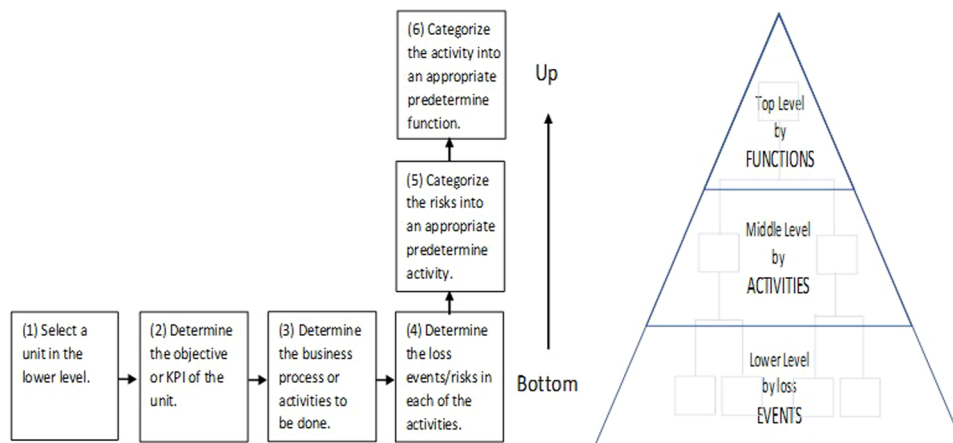 (6) Categorize
the activity into
an appropriate
predetermine
function.
Up
(5) Categorize
the risks into
an appropriate
predetermine
activity.
(1) Select a
unit in the
lower level.
(2) Determine
the objective
or KPI of the
unit.
(3) Determine
the business
process or
activities to
be done.
(4) Determine
the loss
events/risks in
each of the
activities.
Bottom
Top Level
by
FUNCTIONS
Middle Level
by
ACTIVITIES
Lower Level
by loss
EVENTS